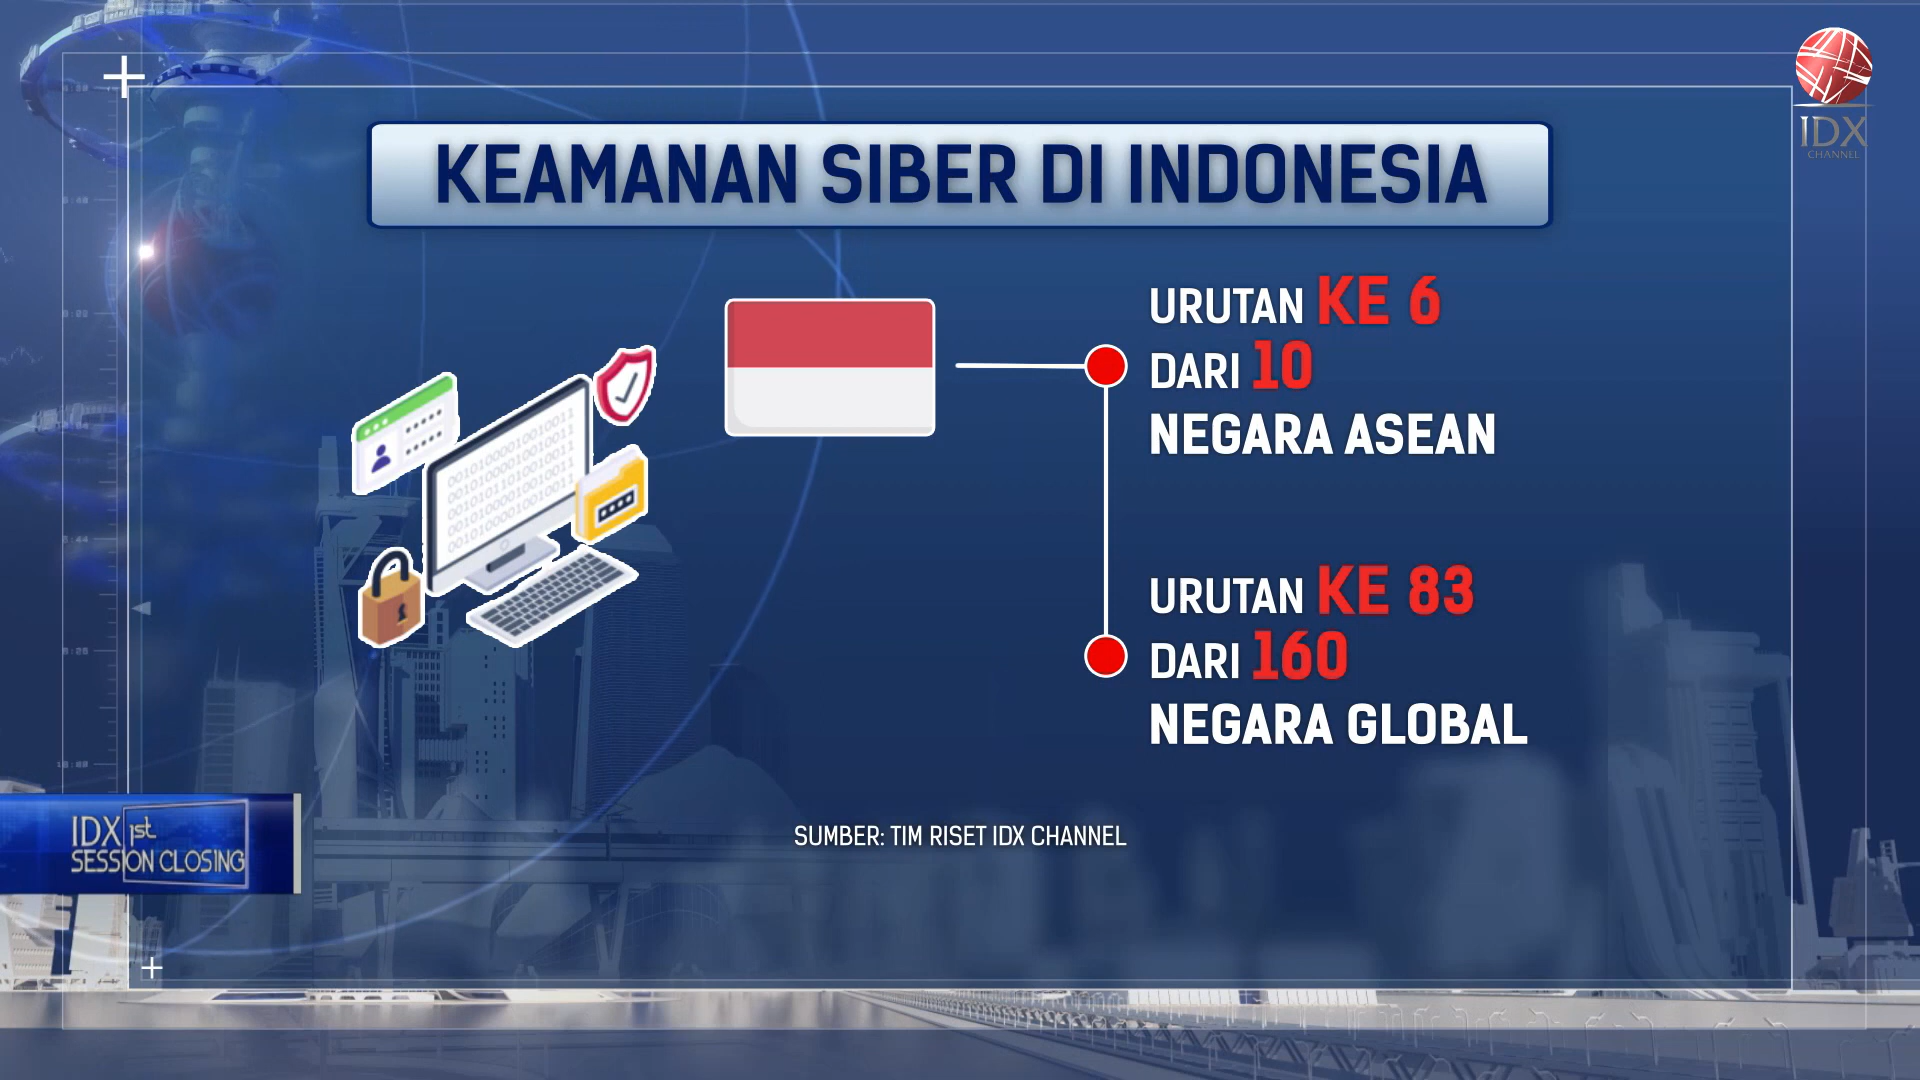 IDX
CHANNEL
KEAMANAN SIBER DI INDONESIA
URUTAN KE 6
DARI 10
NEGARA ASEAN
0010100001001001
URUTAN KE 83
DARI 160
NEGARA GLOBAL
SUMBER: TIM RISET IDX CHANNEL
IDX 1st
SESSION CLOSING